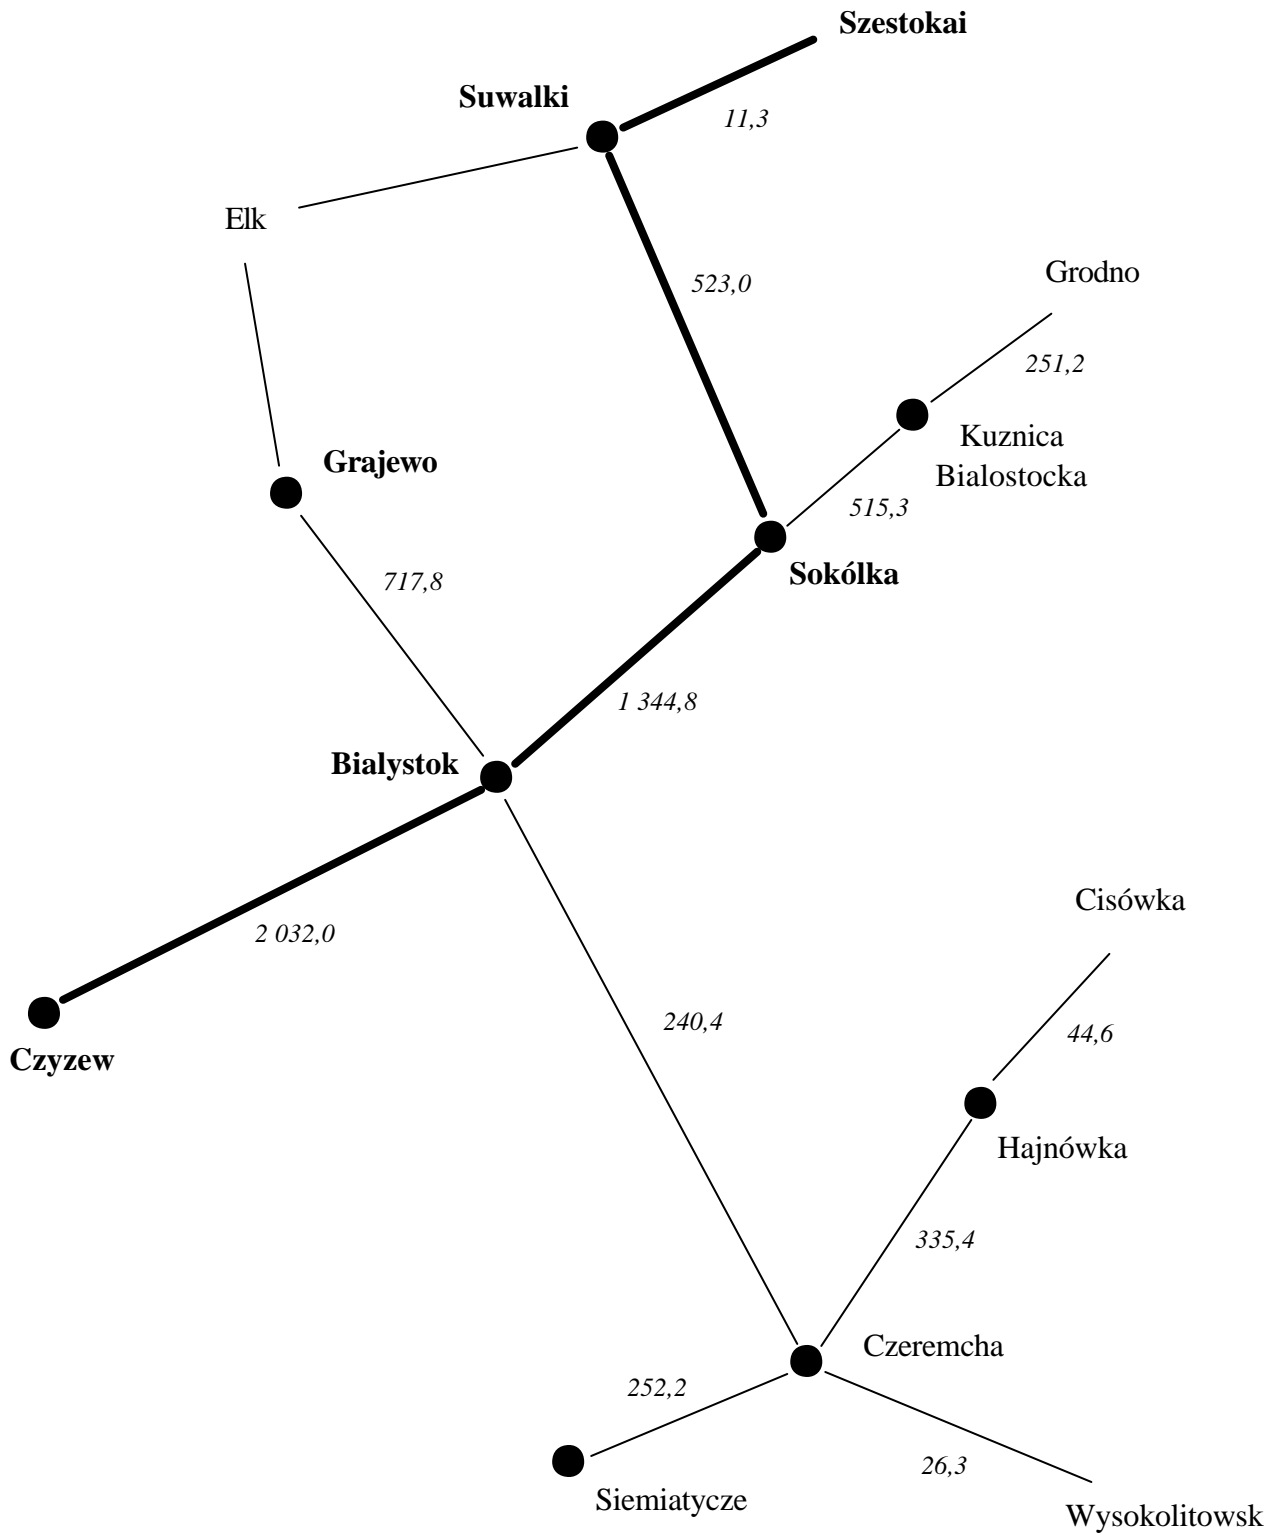 Szestokai
Suwalki
11,3
Elk
523,0
Grodno
251,2
Kuznica
Bialostocka
Grajewo
515,3
Sokólka
717,8
1 344,8
Bialystok
Cisówka
2 032,0
240,4
44,6
Czyzew
Hajnówka
335,4
Czeremcha
252,2
26,3
Siemiatycze
Wysokolitowsk